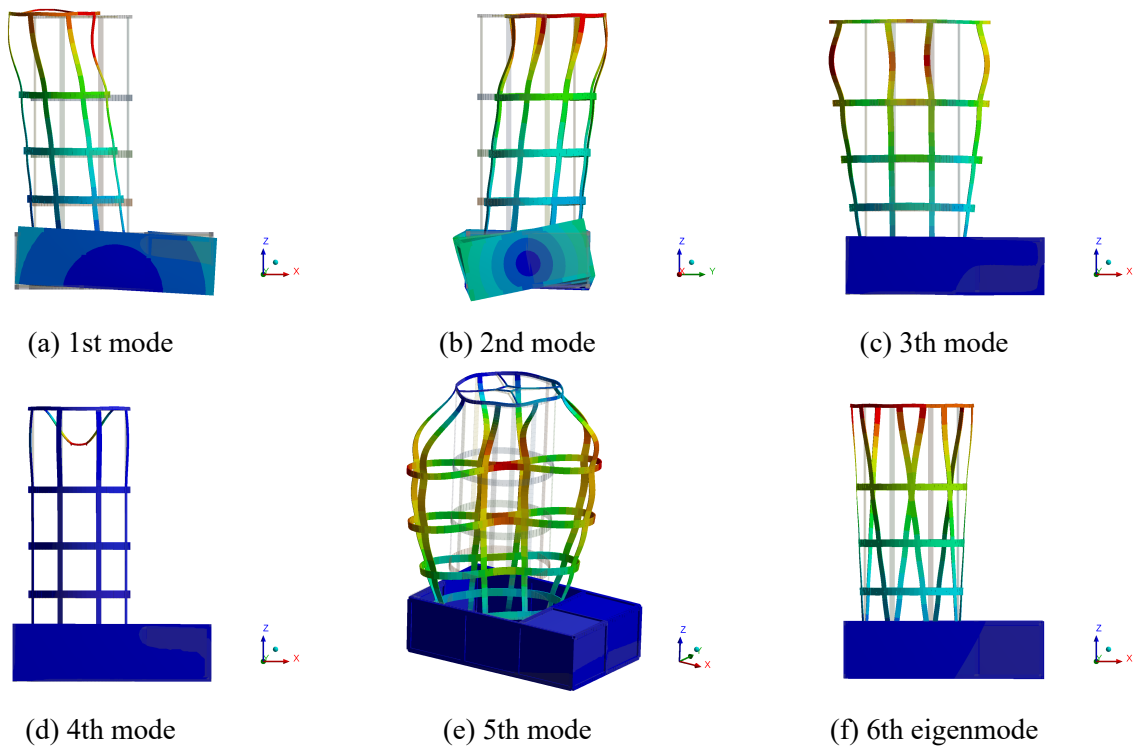 Z
X
(a) 1st mode
Z
X
Y
(b) 2nd mode
Z
Y
X
(c) 3th mode
Z
Y
X
(d) 4th mode
Z
Y
X
(e) 5th mode
Z
Y
X
(f) 6th eigenmode